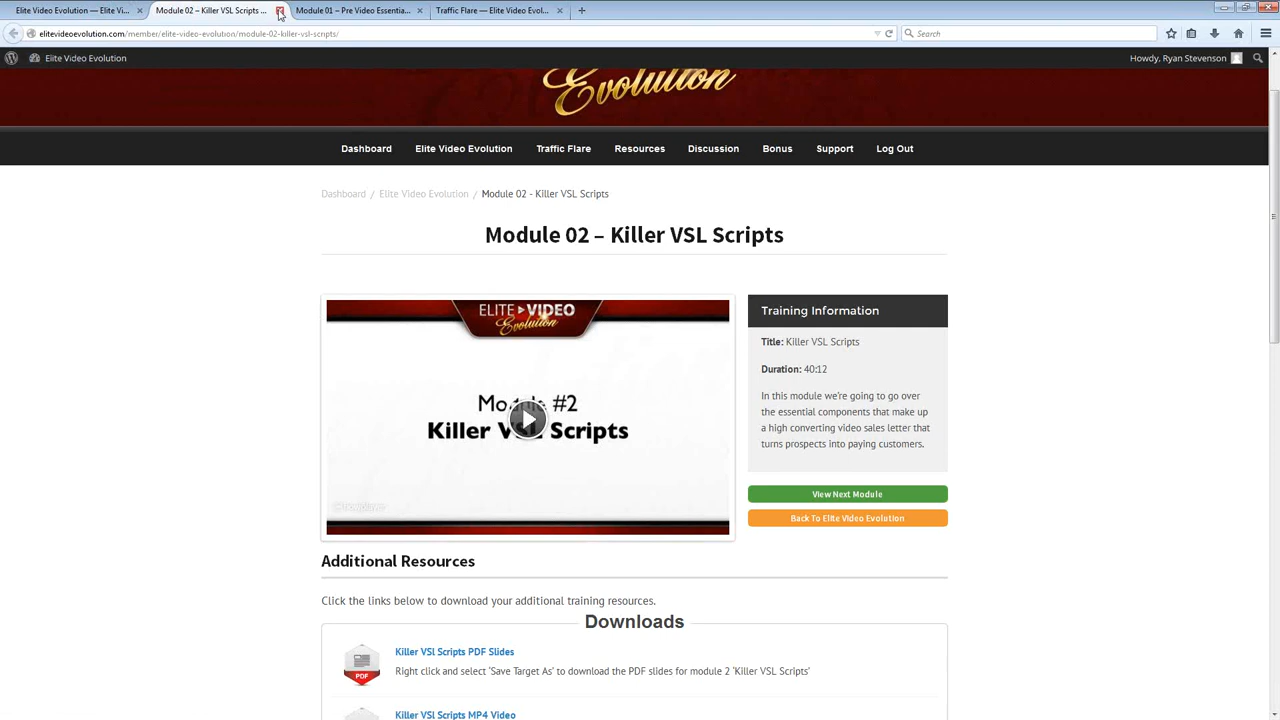 Elite Video Evolution — Elite Vi...
Module 02 – Killer VSL Scripts ...
Module 01 – Pre Video Essentia...
Traffic Flare — Elite Video Evol...
elitevideoevolution.com/member/elite-video-evolution/module-02-killer-vsl-scripts/
Search
Elite Video Evolution
Howdy, Ryan Stevenson
Evolution
Dashboard
Elite Video Evolution
Traffic Flare
Resources
Discussion
Bonus
Support
Log Out
Dashboard / Elite Video Evolution / Module 02 - Killer VSL Scripts
Module 02 – Killer VSL Scripts
ELITE VIDEO
Evolution
Module #2
Killer VSL Scripts
Training Information
Title: Killer VSL Scripts
Duration: 40:12
In this module we're going to go over
the essential components that make up
a high converting video sales letter that
turns prospects into paying customers.
View Next Module
Back To Elite Video Evolution
Additional Resources
Click the links below to download your additional training resources.
Downloads
PDF
Killer VSl Scripts PDF Slides
Right click and select 'Save Target As' to download the PDF slides for module 2 'Killer VSL Scripts'
Killer VSl Scripts MP4 Video